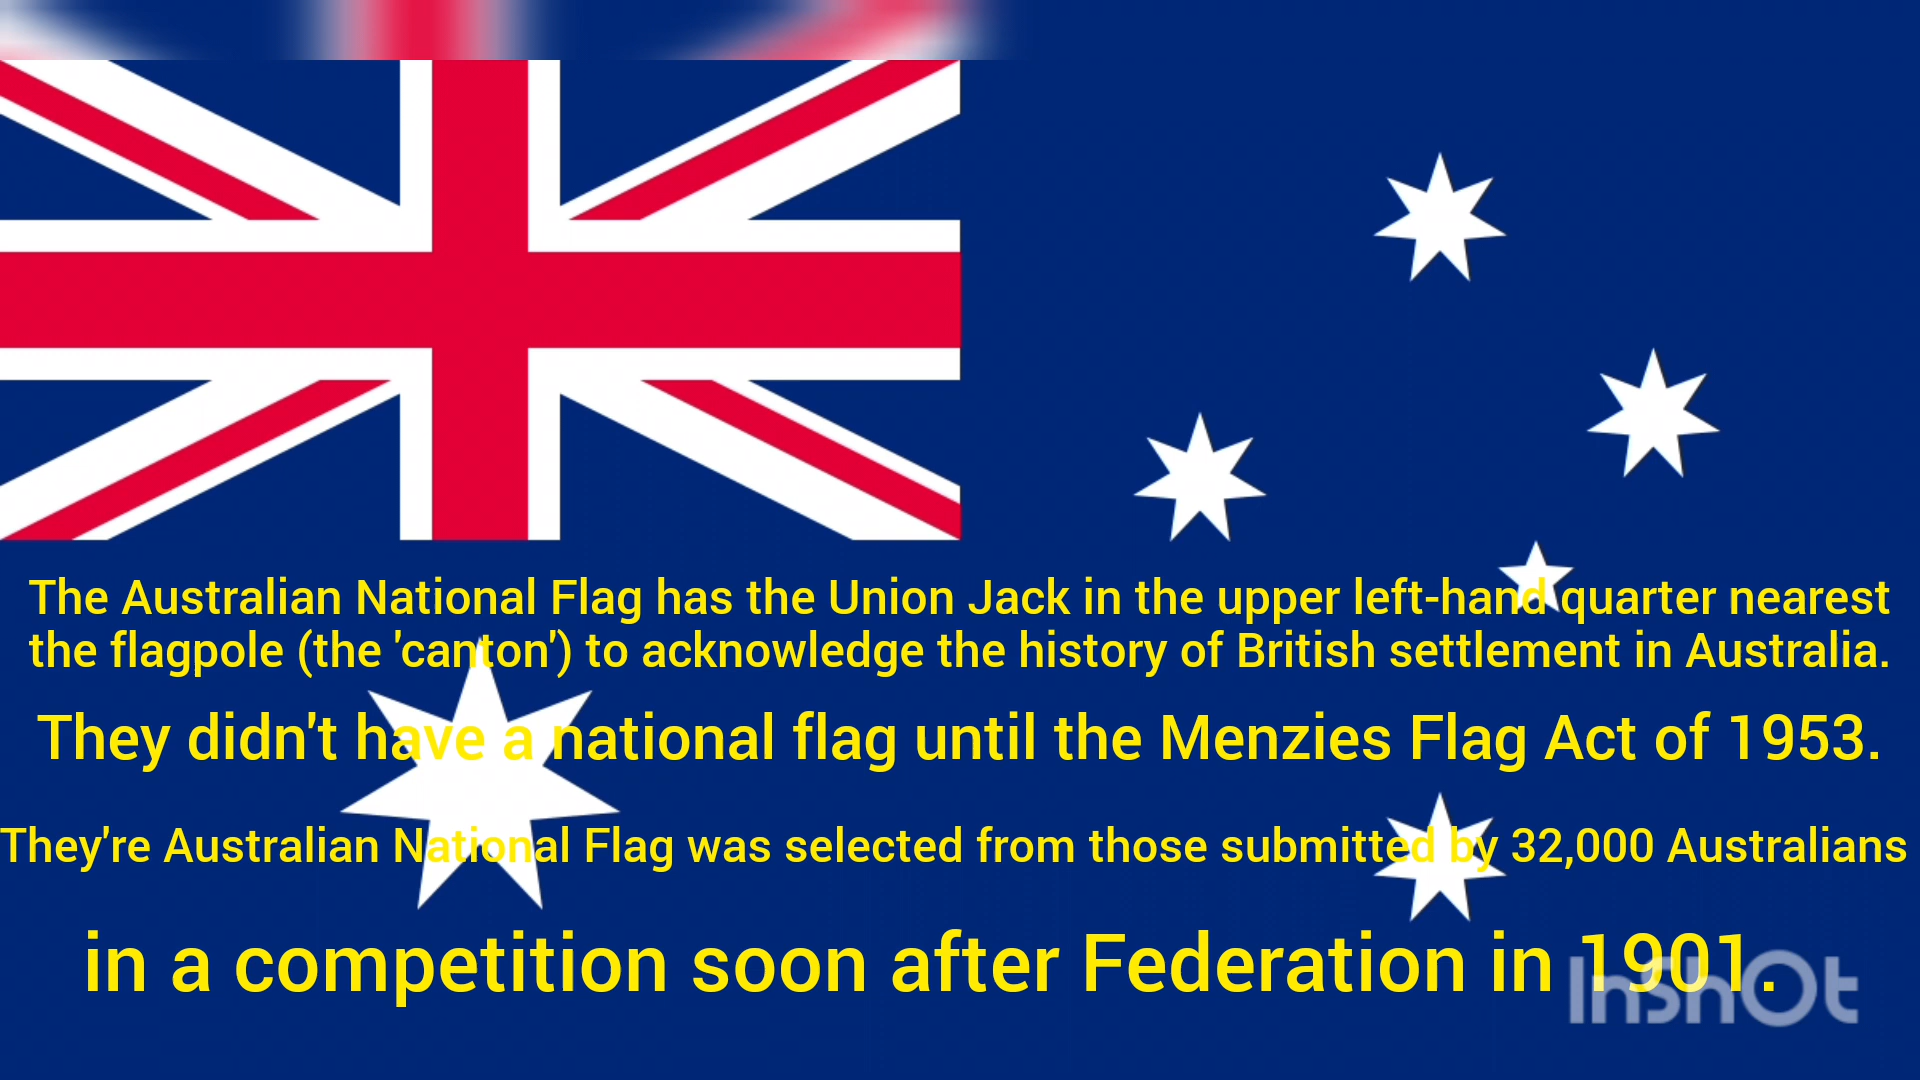 The Australian National Flag has the Union Jack in the upper left-hand quarter nearest
the flagpole (the 'canton') to acknowledge the history of British settlement in Australia.
They didn't have a national flag until the Menzies Flag Act of 1953.
They're Australian National Flag was selected from those submitted by 32,000 Australians
in a competition soon after Federation in 1901.
InShOt